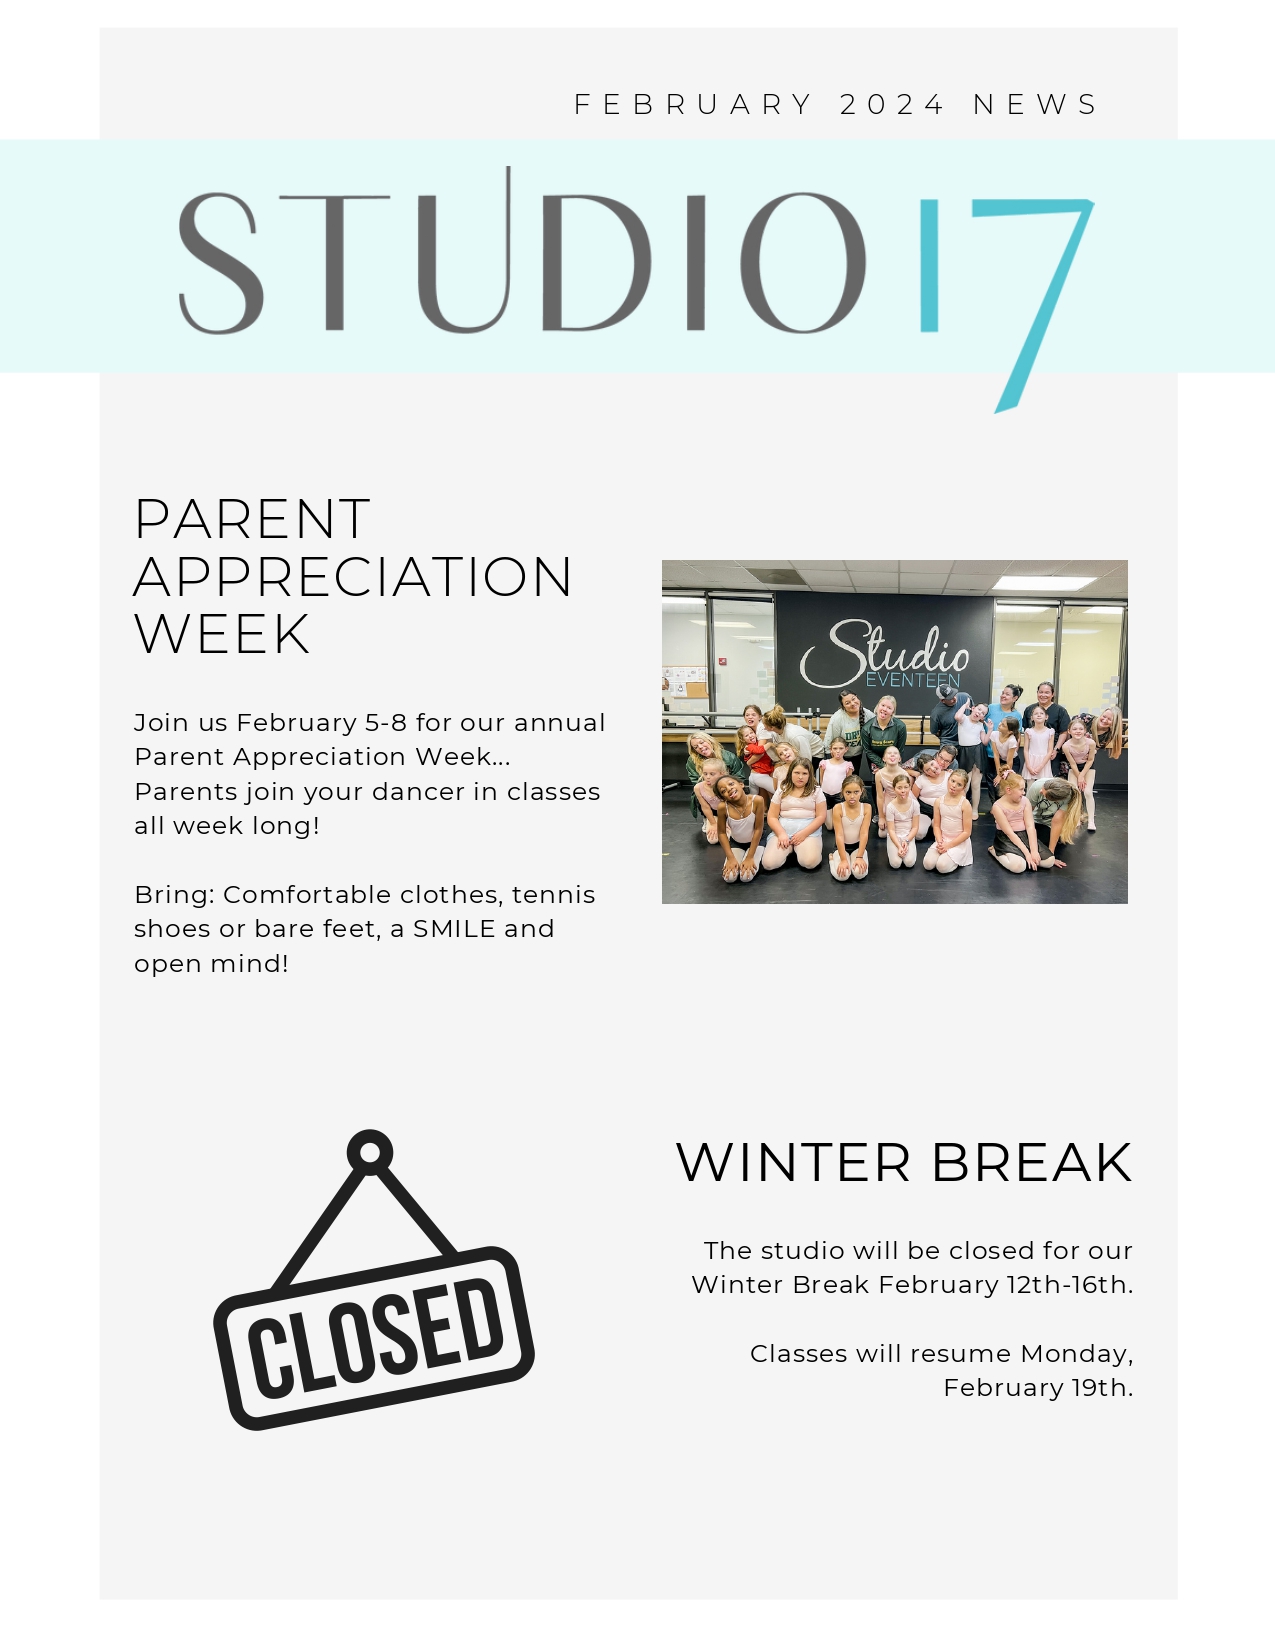 FEBRUARY 2024 NEWS
STUDIO 17
PARENT
APPRECIATION
WEEK
Join us February 5-8 for our annual
Parent Appreciation Week...
Parents join your dancer in classes
all week long!
Bring: Comfortable clothes, tennis
shoes or bare feet, a SMILE and
open mind!
Studio
EVENTEEN
CLOSED
WINTER BREAK
The studio will be closed for our
Winter Break February 12th-16th.
Classes will resume Monday,
February 19th.